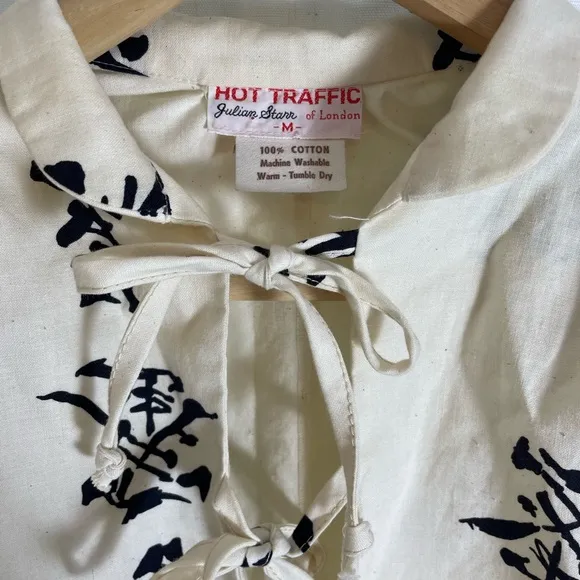 HOT TRAFFIC
Julian Starr of London
-M-
100% COTTON
Machine Washable
Warm - Tumble Dry